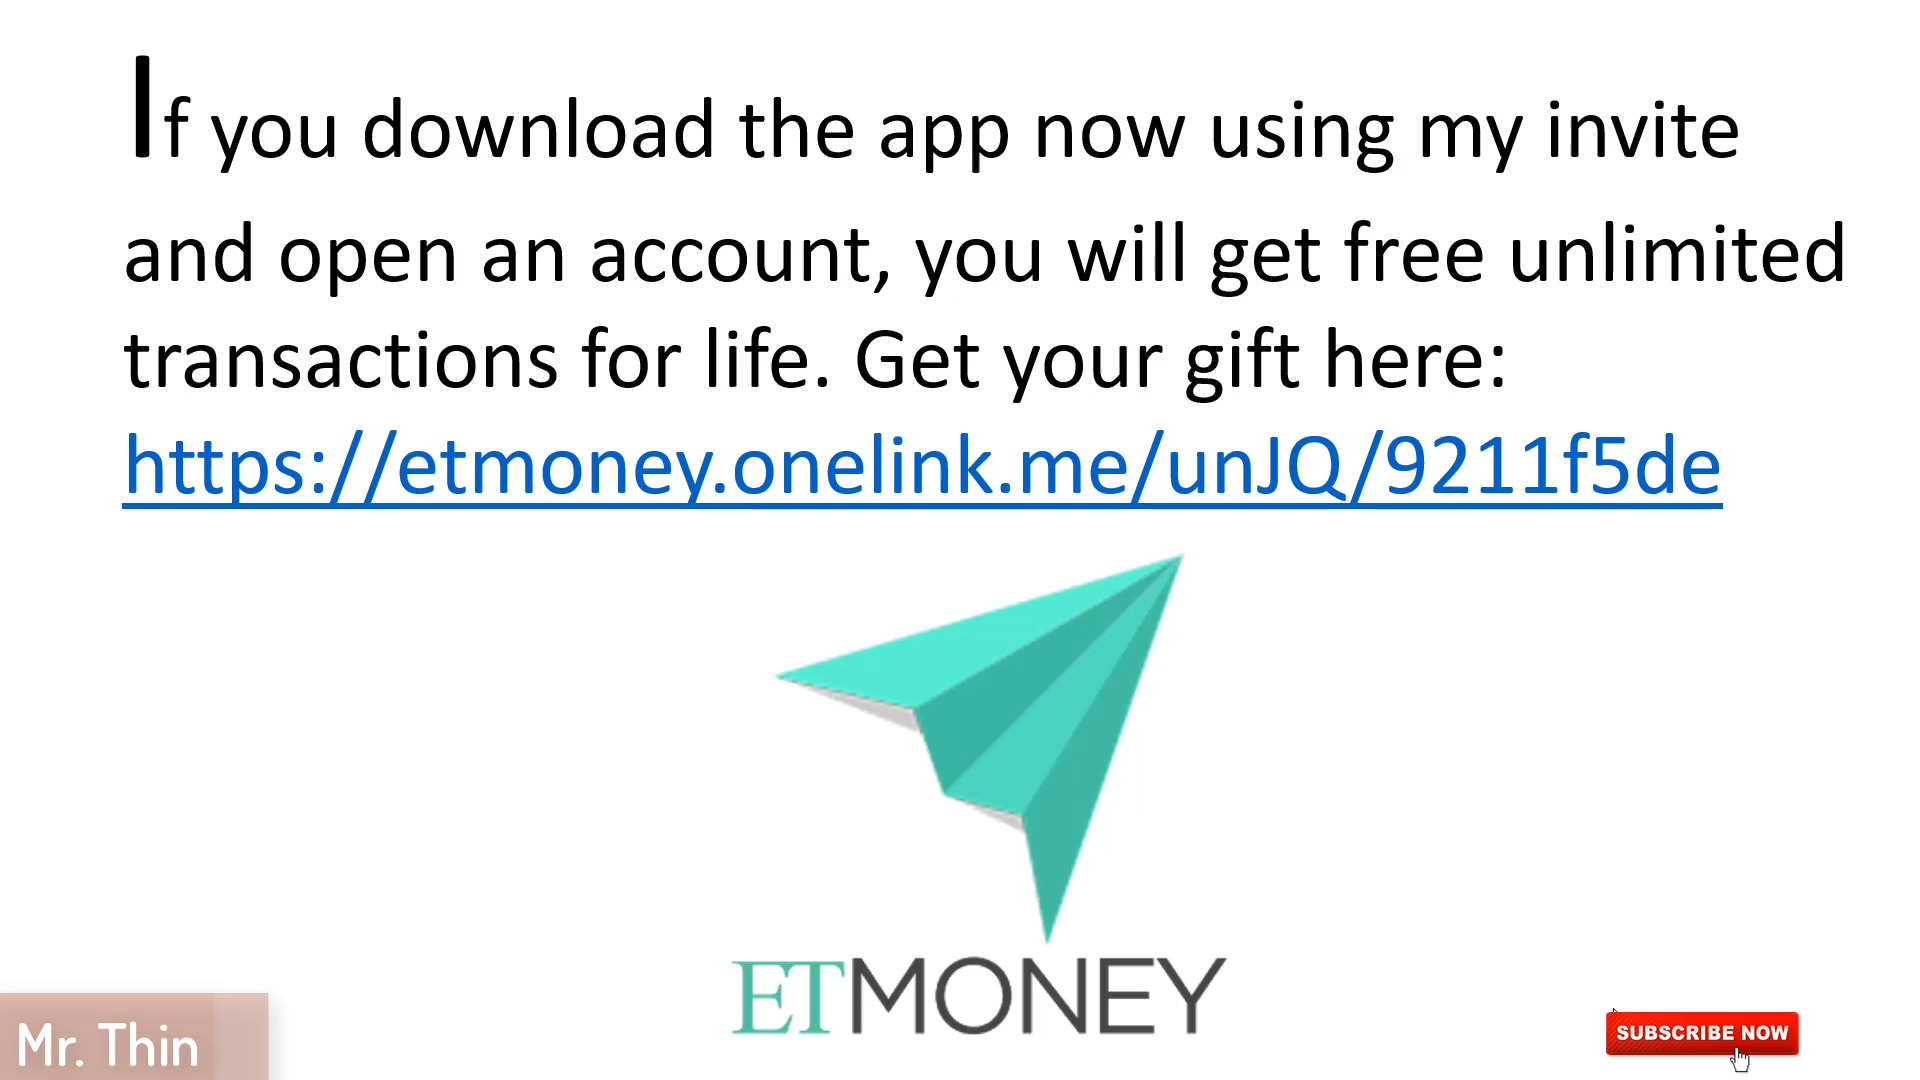 If you download the app now using my invite
and open an account, you will get free unlimited
transactions for life. Get your gift here:
https://etmoney.onelink.me/unJQ/9211f5de
ETMONEY
Mr. Thin
SUBSCRIBE NOW